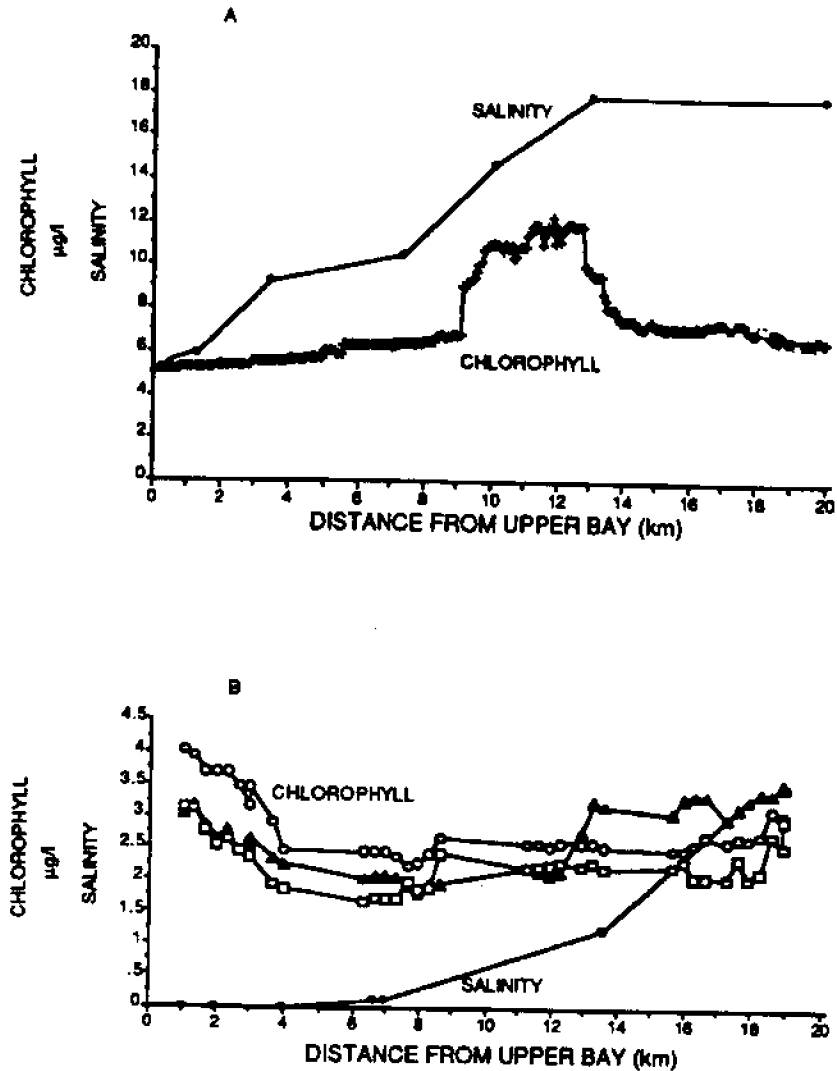 A
CHLOROPHYLL
µg/l
SALINITY
20
18
16
14
12
10
8
6
4
2
0
SALINITY
CHLOROPHYLL
0 2 4 6 8 10 12 14 16 18 20
DISTANCE FROM UPPER BAY (km)
B
CHLOROPHYLL
µg/l
SALINITY
4.5
4
3.5
3
2.5
2
1.5
1
.5
0
CHLOROPHYLL
SALINITY
0 2 4 6 8 10 12 14 16 18 20
DISTANCE FROM UPPER BAY (km)